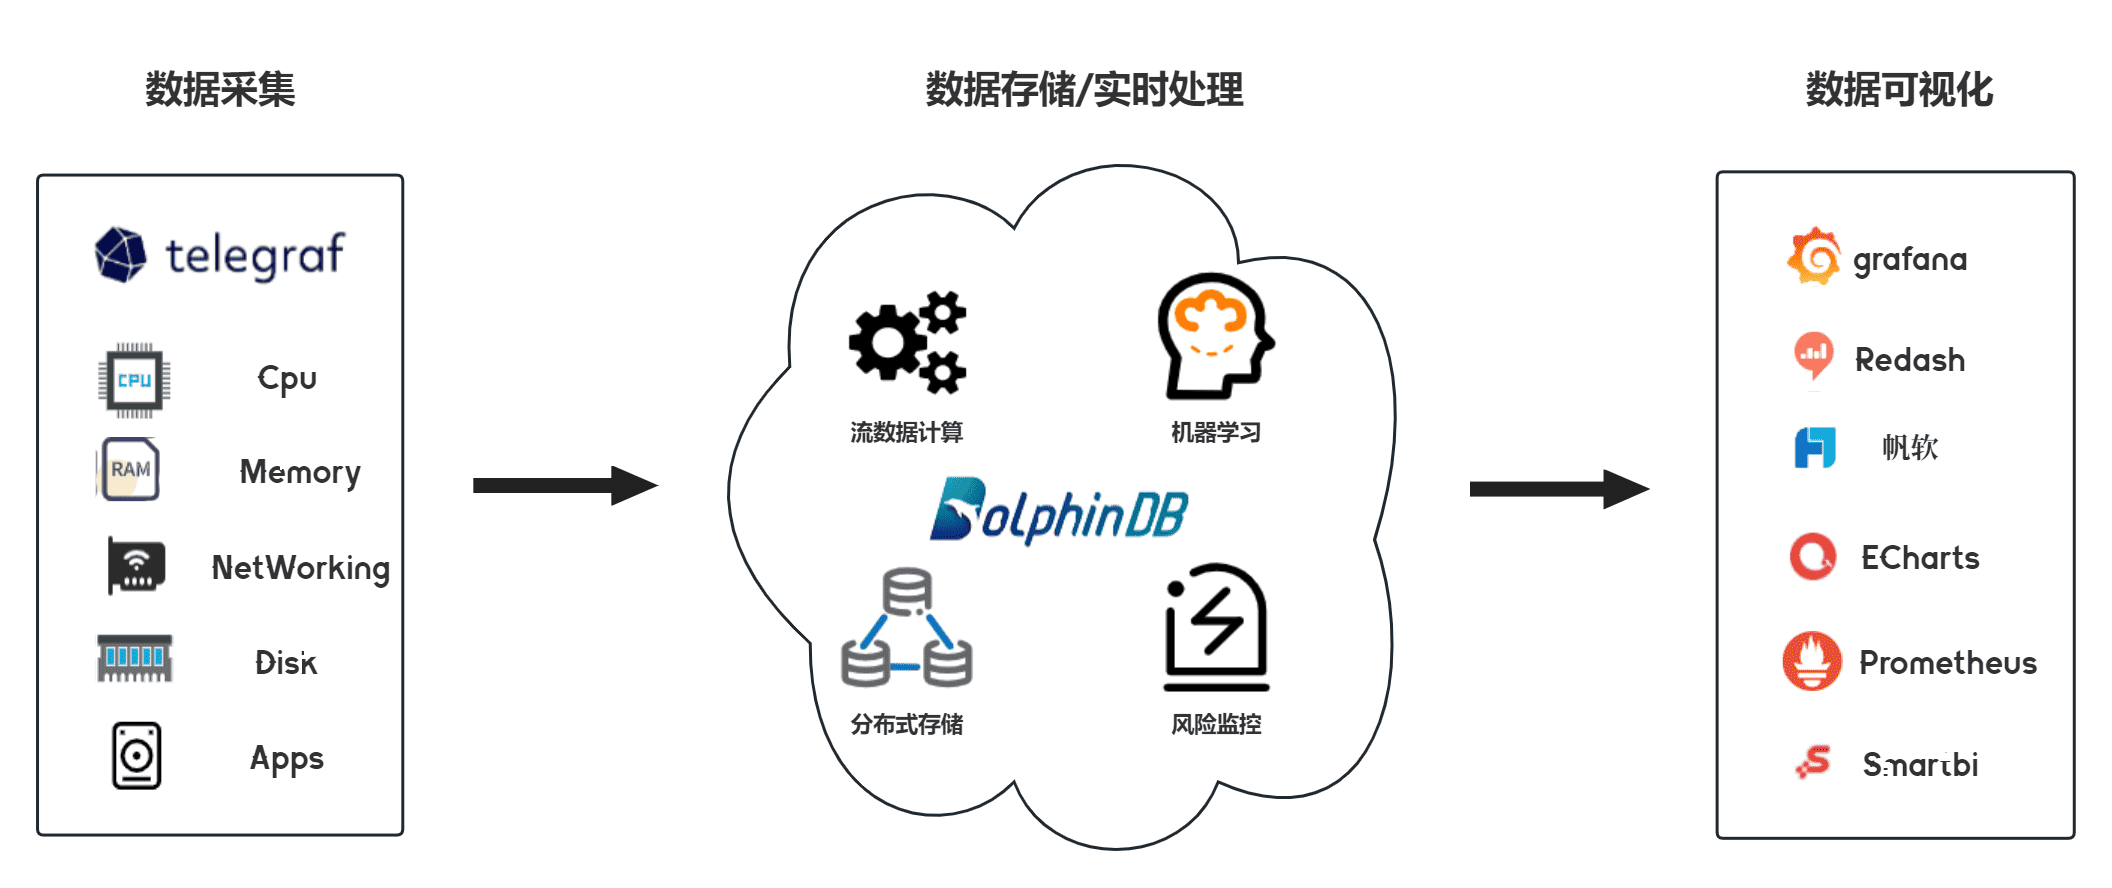 数据采集
数据存储/实时处理
数据可视化
telegraf
CPU
Cpu
RAM
Memory
NetWorking
Disk
Apps
流数据计算
机器学习
DolphinDB
分布式存储
风险监控
grafana
Redash
帆软
ECharts
Prometheus
Smartbi